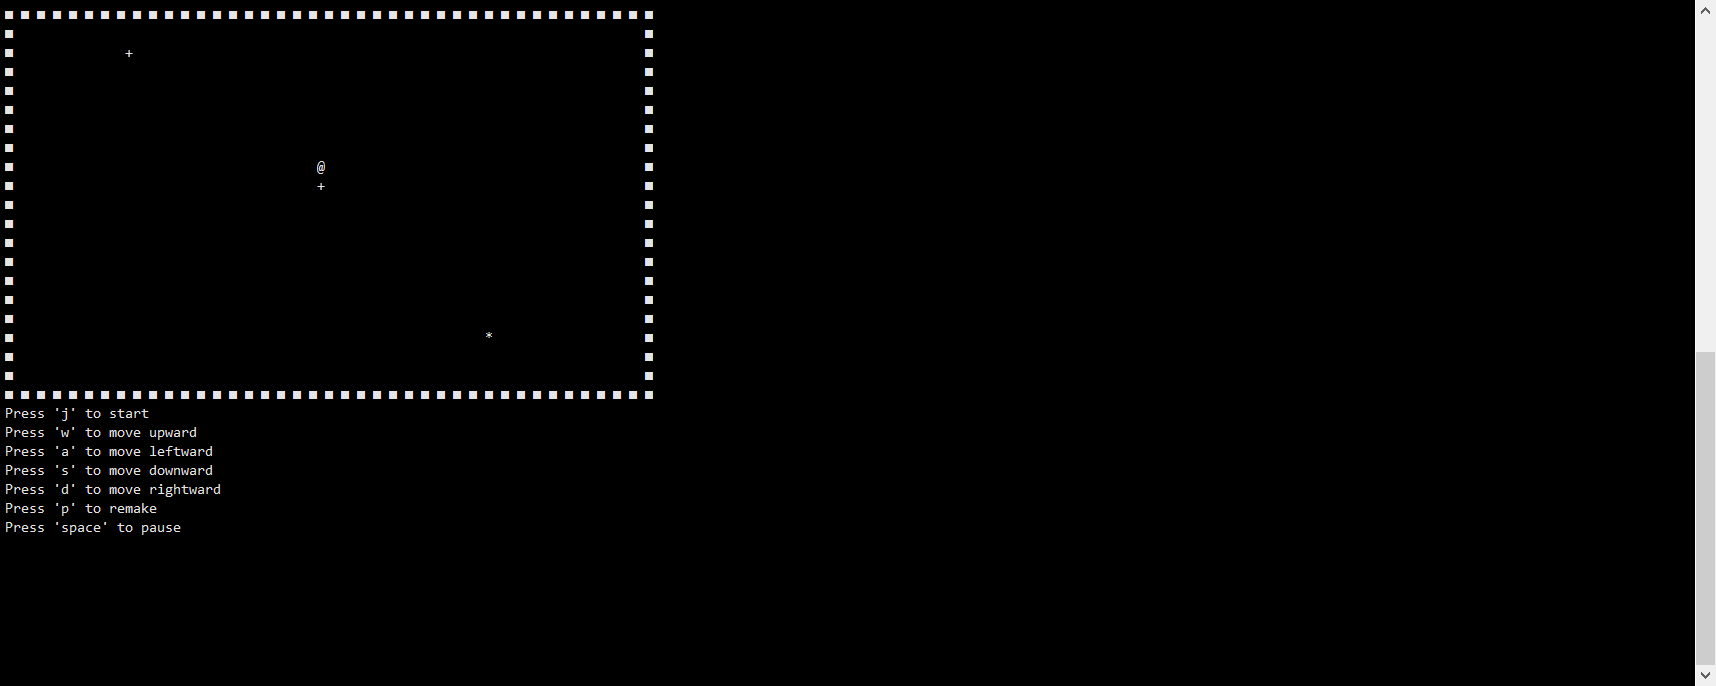 ■ ■ ■ ■ ■ ■ ■ ■ ■ ■ ■ ■ ■ ■ ■ ■ ■ ■ ■ ■ ■ ■ ■ ■ ■ ■ ■ ■ ■ ■ ■ ■ ■ ■ ■ ■ ■ ■ ■ ■ ■
■ ■
■ + ■
■ ■
■ ■
■ ■
■ ■
■ ■
■ @ ■
■ + ■
■ ■
■ ■
■ ■
■ ■
■ ■
■ ■
■ ■
■ * ■
■ ■
■ ■
■ ■ ■ ■ ■ ■ ■ ■ ■ ■ ■ ■ ■ ■ ■ ■ ■ ■ ■ ■ ■ ■ ■ ■ ■ ■ ■ ■ ■ ■ ■ ■ ■ ■ ■ ■ ■ ■ ■ ■ ■
Press 'j' to start
Press 'w' to move upward
Press 'a' to move leftward
Press 's' to move downward
Press 'd' to move rightward
Press 'p' to remake
Press 'space' to pause